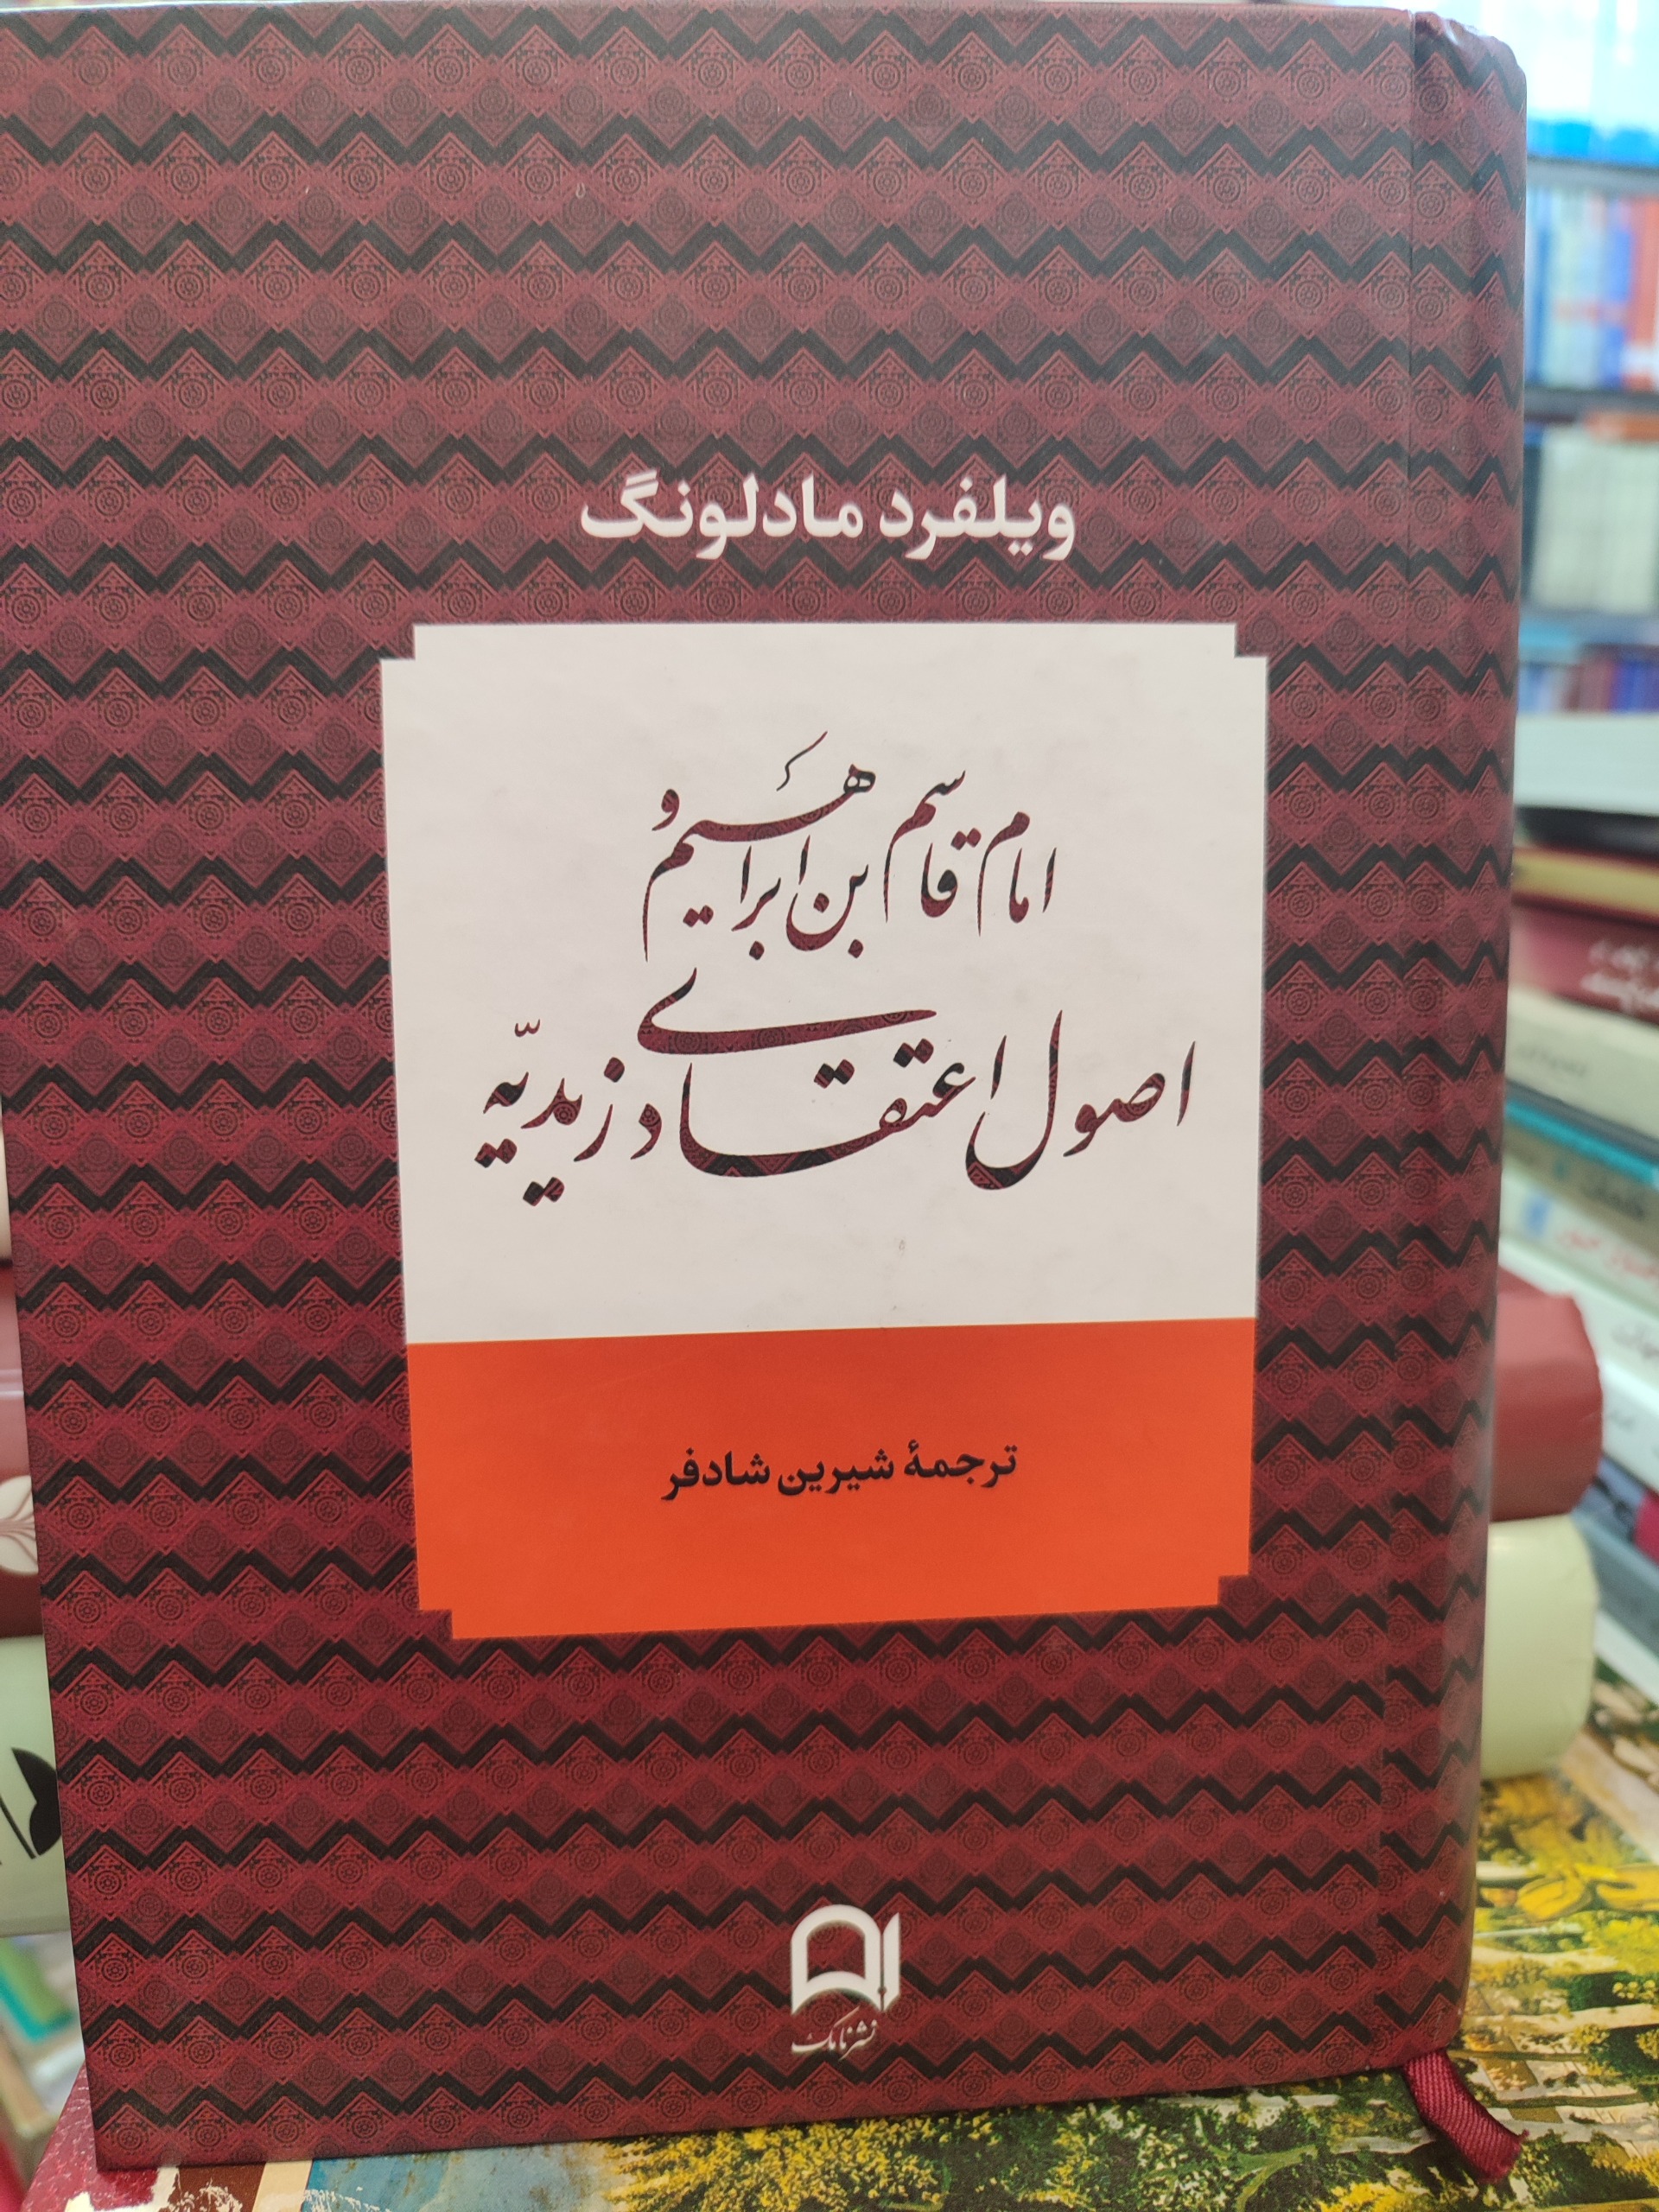 ویلفرد مادلونگ
امام قاسم بن ابراهیم و
اصول اعتقادی زیدیّه
ترجمهٔ شیرین شادفر
نشر نامک